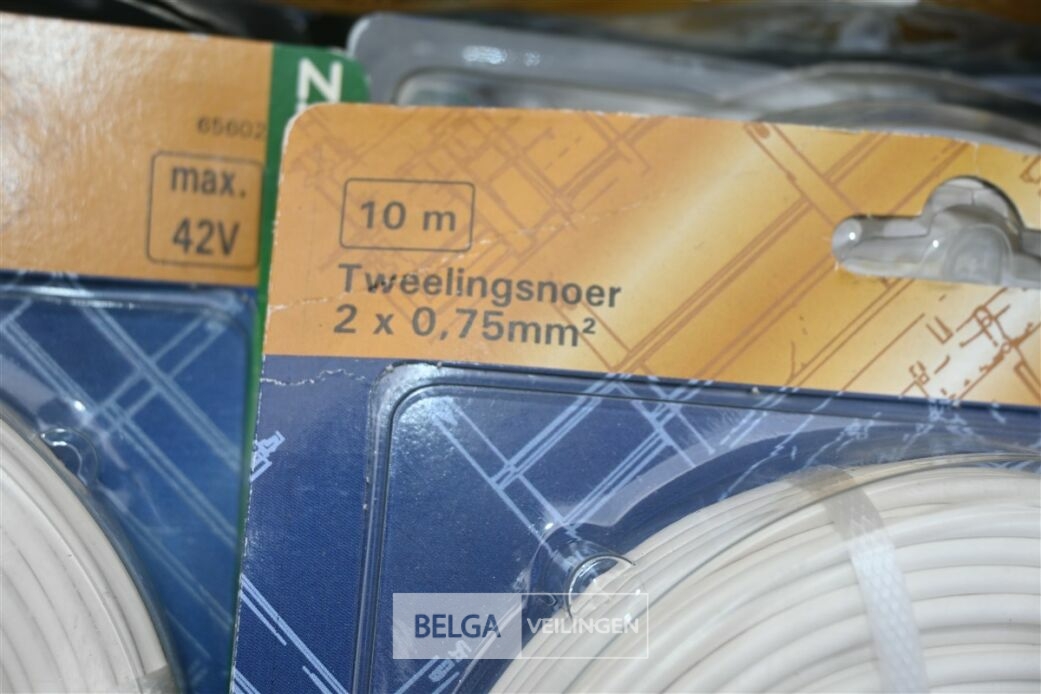 65602
max.
42V
N
10 m
Tweelingsnoer
2 x 0,75mm²
BELGA VEILINGEN